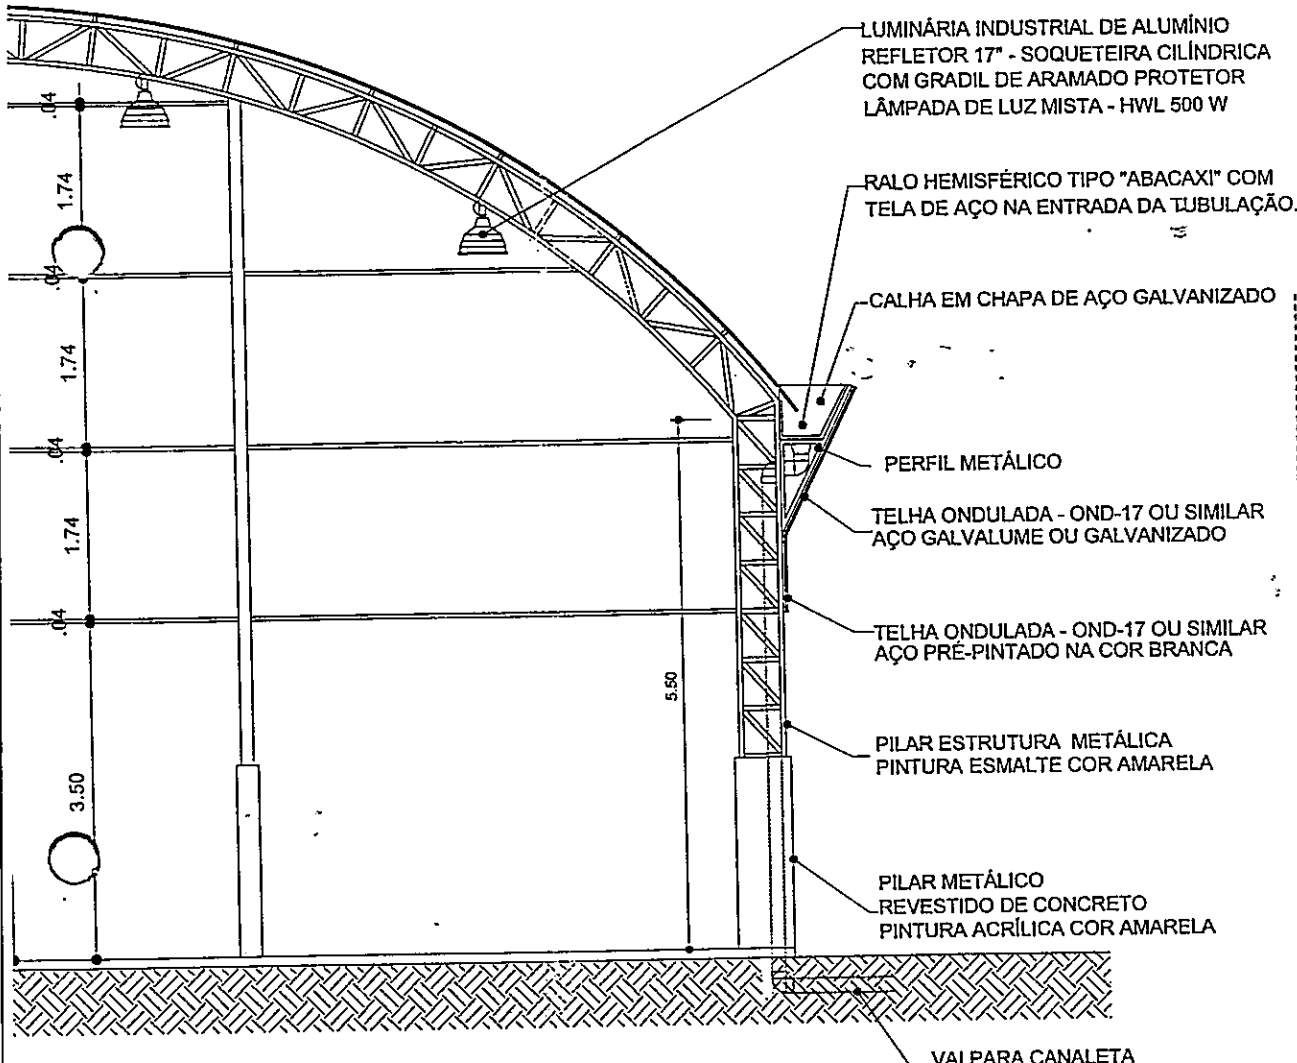 LUMINÁRIA INDUSTRIAL DE ALUMÍNIO
REFLETOR 17" - SOQUETEIRA CILÍNDRICA
COM GRADIL DE ARAMADO PROTETOR
LÂMPADA DE LUZ MISTA - HWL 500 W
RALO HEMISFÉRICO TIPO "ABACAXI" COM
TELA DE AÇO NA ENTRADA DA TUBULAÇÃO.
CALHA EM CHAPA DE AÇO GALVANIZADO
PERFIL METÁLICO
TELHA ONDULADA - OND-17 OU SIMILAR
AÇO GALVALUME OU GALVANIZADO
TELHA ONDULADA - OND-17 OU SIMILAR
AÇO PRÉ-PINTADO NA COR BRANCA
PILAR ESTRUTURA METÁLICA
PINTURA ESMALTE COR AMARELA
PILAR METÁLICO
REVESTIDO DE CONCRETO
PINTURA ACRÍLICA COR AMARELA
VAI PARA CANALETA
.04
1.74
.04
1.74
.04
1.74
.04
3.50
5.50